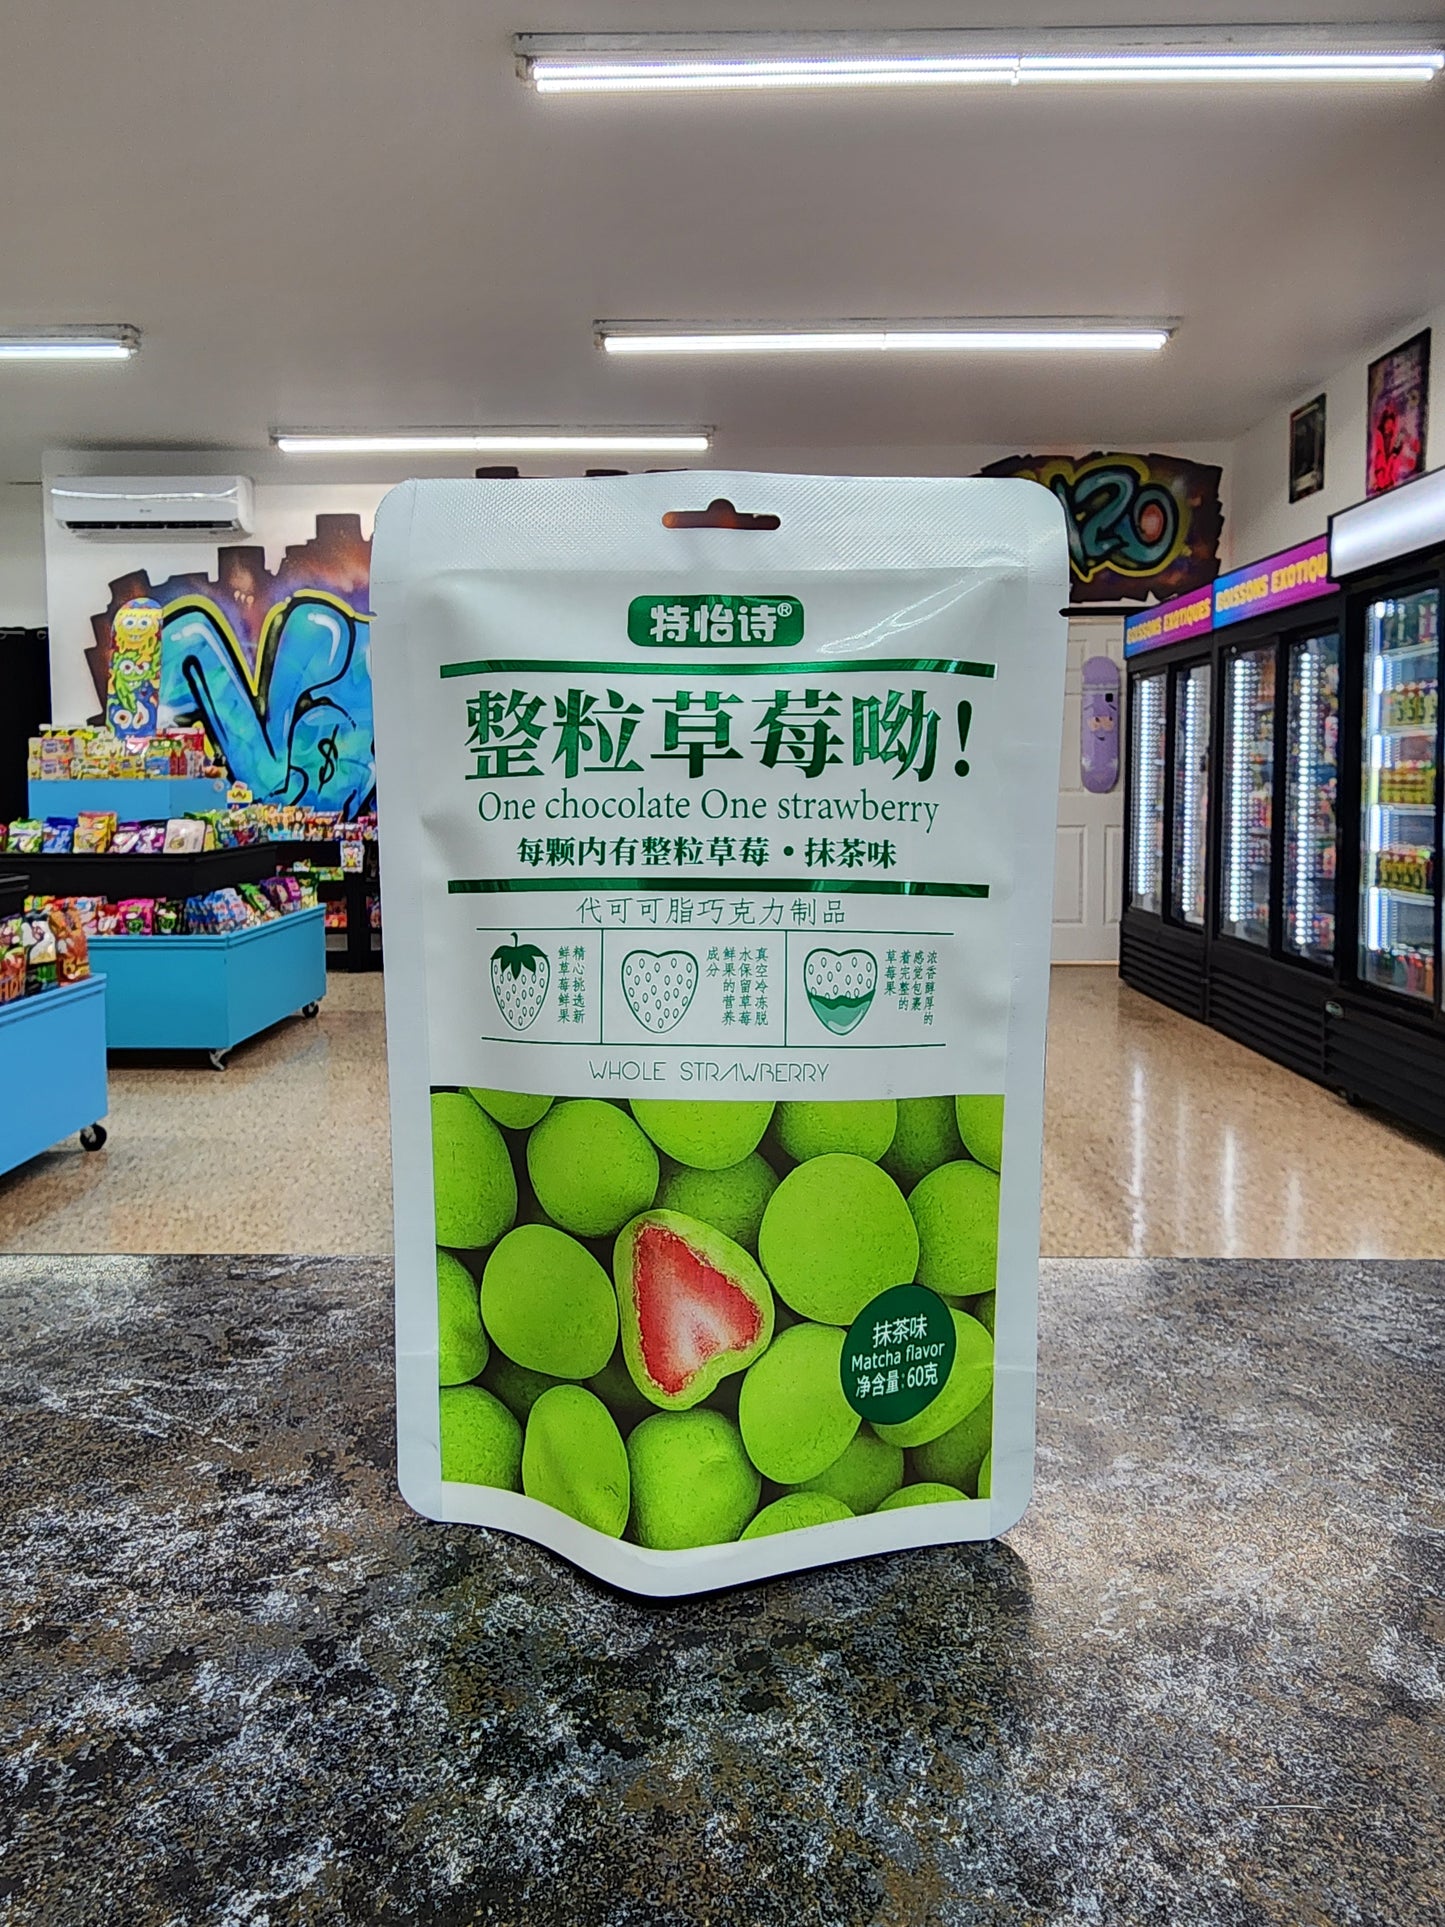 特怡诗®
整粒草莓呦!
One chocolate One strawberry
每颗内有整粒草莓·抹茶味
代可可脂巧克力制品
精心挑选新
鲜草莓鲜果
真空冷冻脱
水保留草莓
鲜果的营养
成分
浓香醇厚的
感觉包裹
着完整的
草莓果
WHOLE STRAWBERRY
抹茶味
Matcha flavor
净含量:60克
BOISSONS EXOTIQUES
BOISSONS EXOTIQU